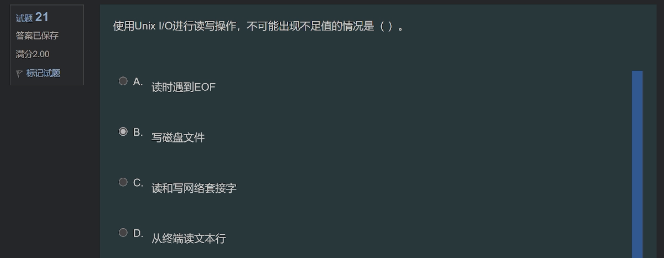 试题 21
答案已保存
满分2.00
标记试题
使用Unix I/O进行读写操作，不可能出现不足值的情况是（ ）。
A. 读时遇到EOF
B. 写磁盘文件
C. 读和写网络套接字
D. 从终端读文本行